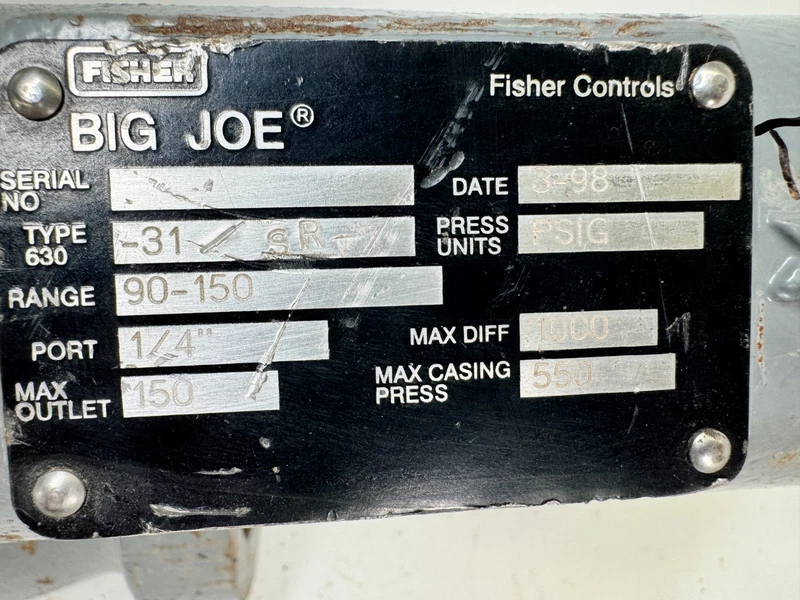 FISHER
Fisher Controls
BIG JOE®
SERIAL NO
DATE 3-98
TYPE 630 -31 / SR
PRESS UNITS PSIG
RANGE 90-150
PORT 1/4"
MAX DIFF 1000
MAX OUTLET 150
MAX CASING PRESS 550